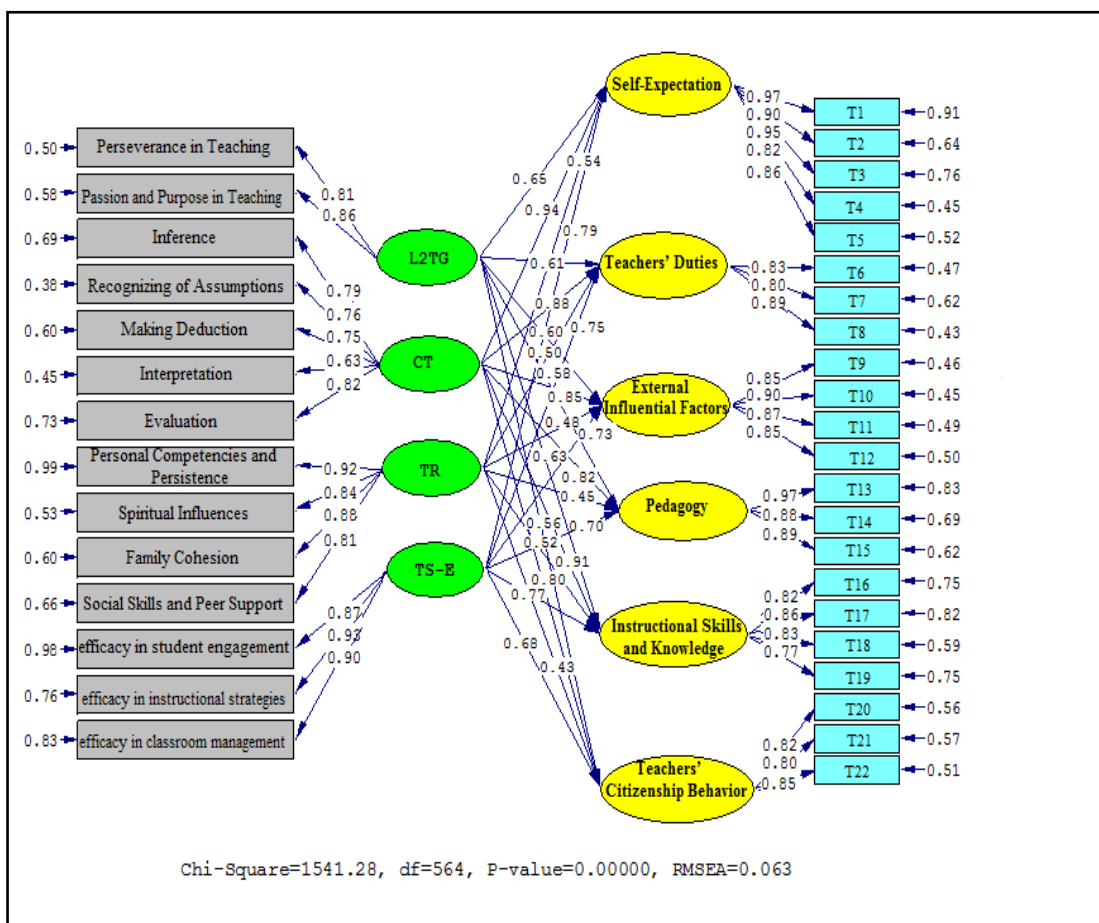 0.50
Perseverance in Teaching
0.58
Passion and Purpose in Teaching
0.69
Inference
0.38
Recognizing of Assumptions
0.60
Making Deduction
0.45
Interpretation
0.73
Evaluation
0.99
Personal Competencies and
Persistence
0.53
Spiritual Influences
0.60
Family Cohesion
0.66
Social Skills and Peer Support
0.98
efficacy in student engagement
0.76
efficacy in instructional strategies
0.83
efficacy in classroom management
0.81
0.86
0.79
0.76
0.75
0.63
0.82
0.92
0.84
0.88
0.81
0.87
0.93
0.90
L2TG
CT
TR
TS-E
0.65
0.54
0.94
0.79
0.61
0.88
0.75
0.60
0.50
0.58
0.85
0.48
0.73
0.63
0.82
0.45
0.70
0.56
0.52
0.91
0.80
0.77
0.68
0.43
Self-Expectation
Teachers' Duties
External
Influential Factors
Pedagogy
Instructional Skills
and Knowledge
Teachers'
Citizenship Behavior
0.97
0.90
0.95
0.82
0.86
0.83
0.80
0.89
0.85
0.90
0.87
0.85
0.97
0.88
0.89
0.82
0.86
0.83
0.77
0.82
0.80
0.85
T1
0.91
T2
0.64
T3
0.76
T4
0.45
T5
0.52
T6
0.47
T7
0.62
T8
0.43
T9
0.46
T10
0.45
T11
0.49
T12
0.50
T13
0.83
T14
0.69
T15
0.62
T16
0.75
T17
0.82
T18
0.59
T19
0.75
T20
0.56
T21
0.57
T22
0.51
Chi-Square=1541.28, df=564, P-value=0.00000, RMSEA=0.063